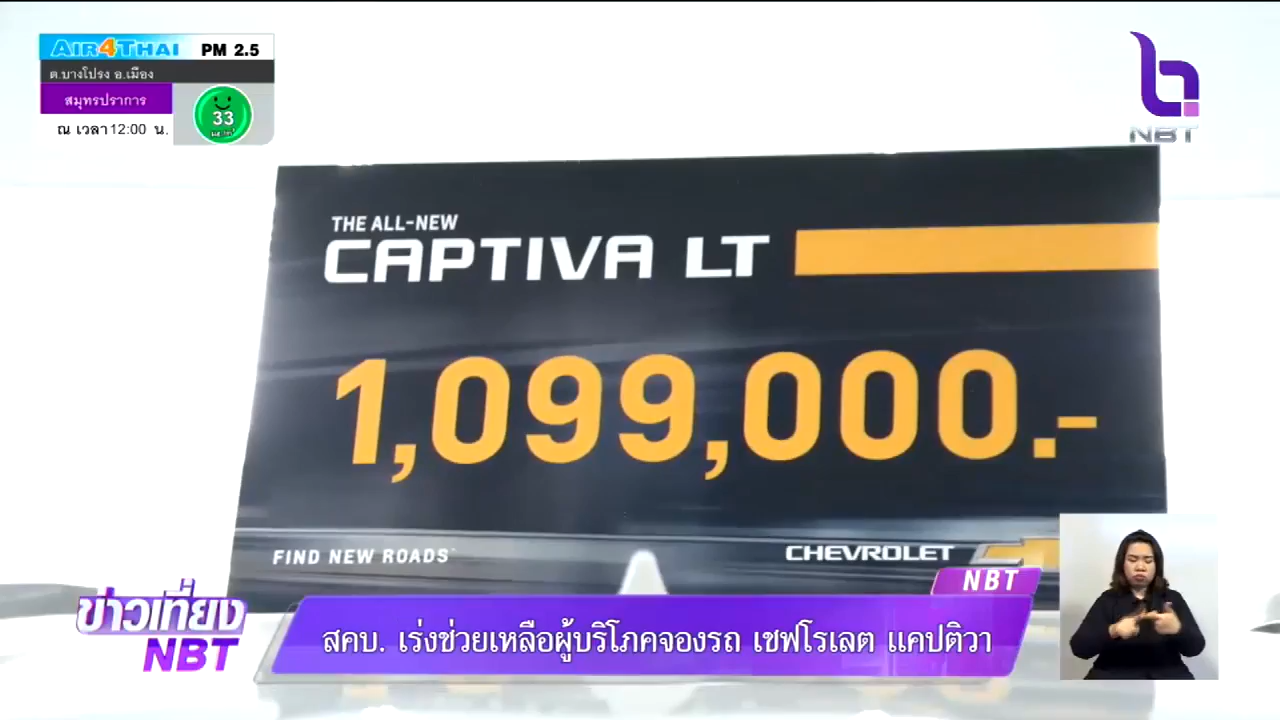 AIR4THAI PM 2.5
ต.บางโปรง อ.เมือง
สมุทรปราการ
33
ณ เวลา12:00 น.
NBT
THE ALL-NEW
CAPTIVA LT
1,099,000.-
FIND NEW ROADS
CHEVROLET
NBT
ข่าวเที่ยง
NBT
สคบ. เร่งช่วยเหลือผู้บริโภคจองรถ เชฟโรเลต แคปติวา